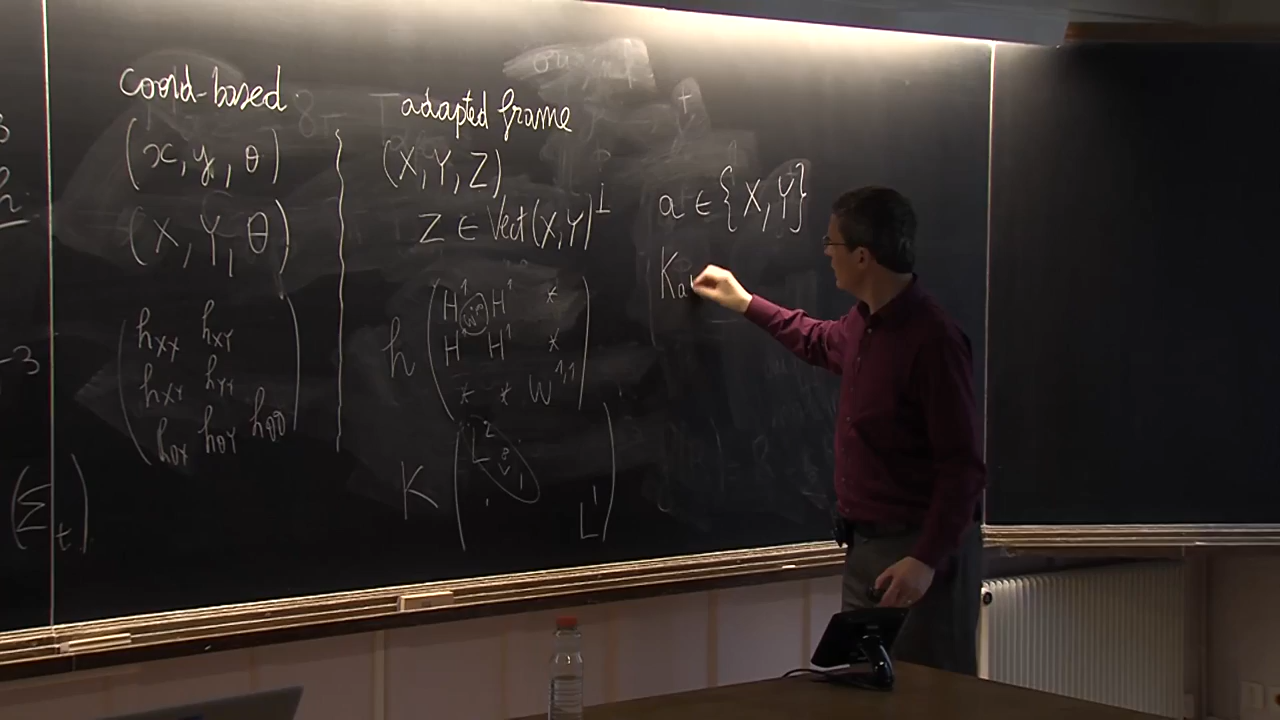 coord-based
(x, y, θ)
(X, Y, θ)
h_XX h_XY
h_XY h_YY
h_θX h_θY h_θθ
(Σ_t)
adapted frame
(X, Y, Z)
Z ∈ Vect(X,Y)^⊥
h ( H^1 H^1 *
H H^1 *
* * W^{1,1} )
K ( L^2
L^1 )
a ∈ {X, Y}
K_a